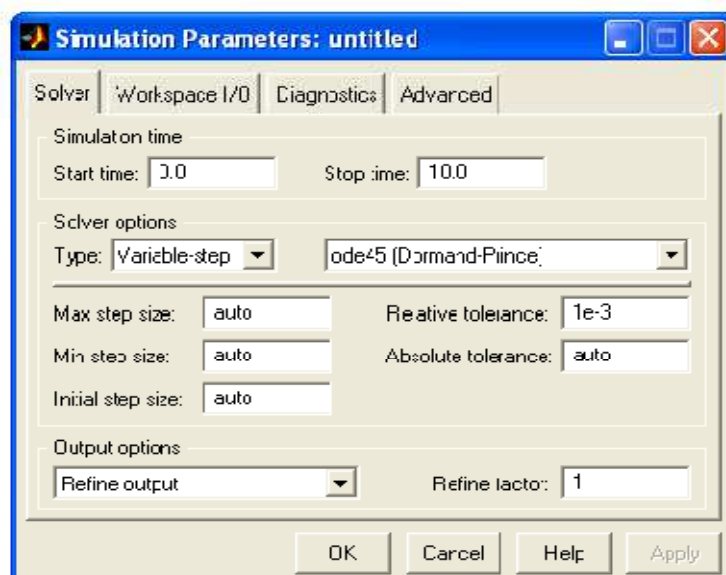 Simulation Parameters: untitled
Solver Workspace I/O Diagnostics Advanced
Simulation time
Start time: 0.0 Stop time: 10.0
Solver options
Type: Variable-step ode45 (Dormand-Prince)
Max step size: auto Relative tolerance: 1e-3
Min step size: auto Absolute tolerance: auto
Initial step size: auto
Output options
Refine output Refine factor: 1
OK Cancel Help Apply